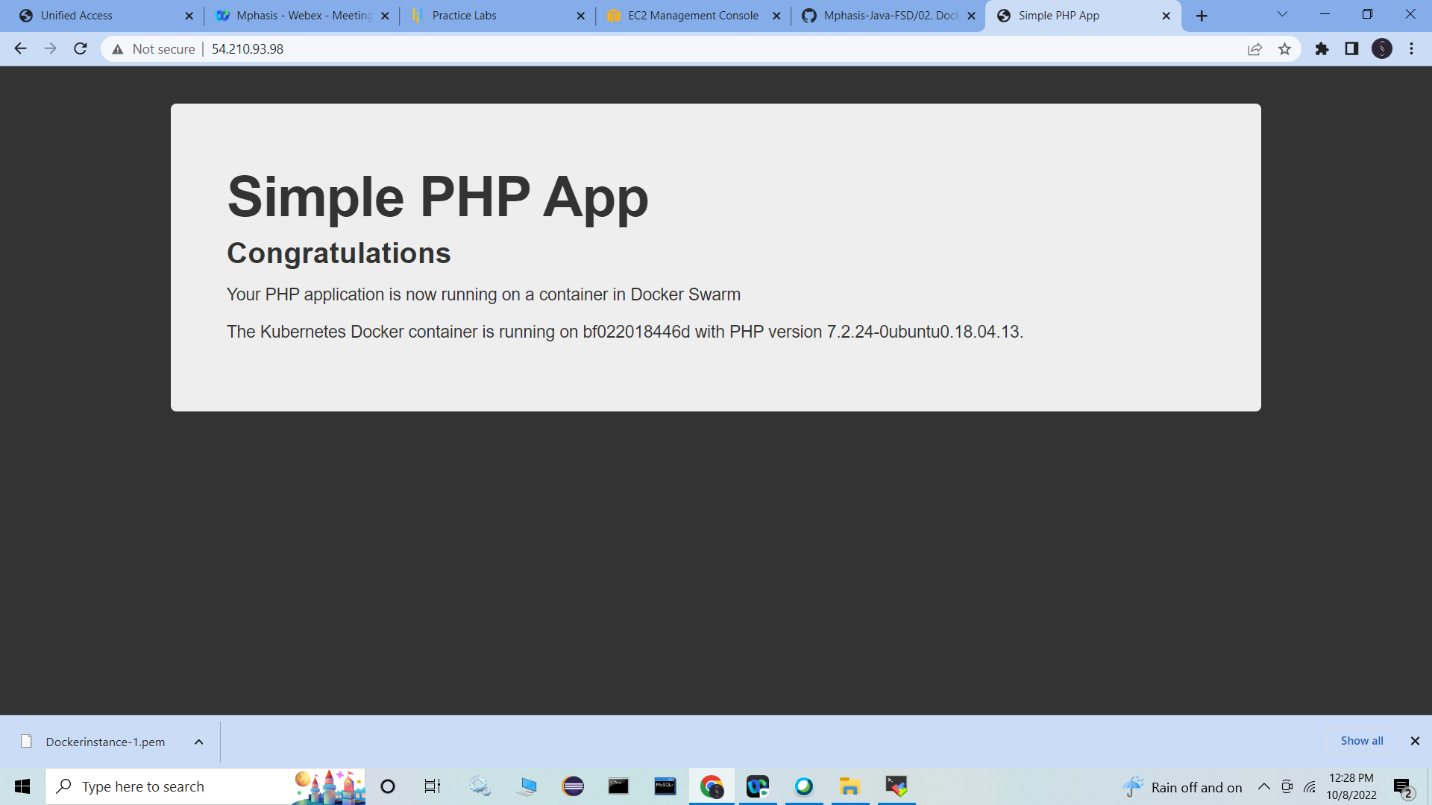 Unified Access
Mphasis - Webex - Meeting
Practice Labs
EC2 Management Console
Mphasis-Java-FSD/02. Dock
Simple PHP App
Not secure
54.210.93.98
Simple PHP App
Congratulations
Your PHP application is now running on a container in Docker Swarm
The Kubernetes Docker container is running on bf022018446d with PHP version 7.2.24-0ubuntu0.18.04.13.
Dockerinstance-1.pem
Show all
Type here to search
MySQL
Rain off and on
12:28 PM
10/8/2022
2